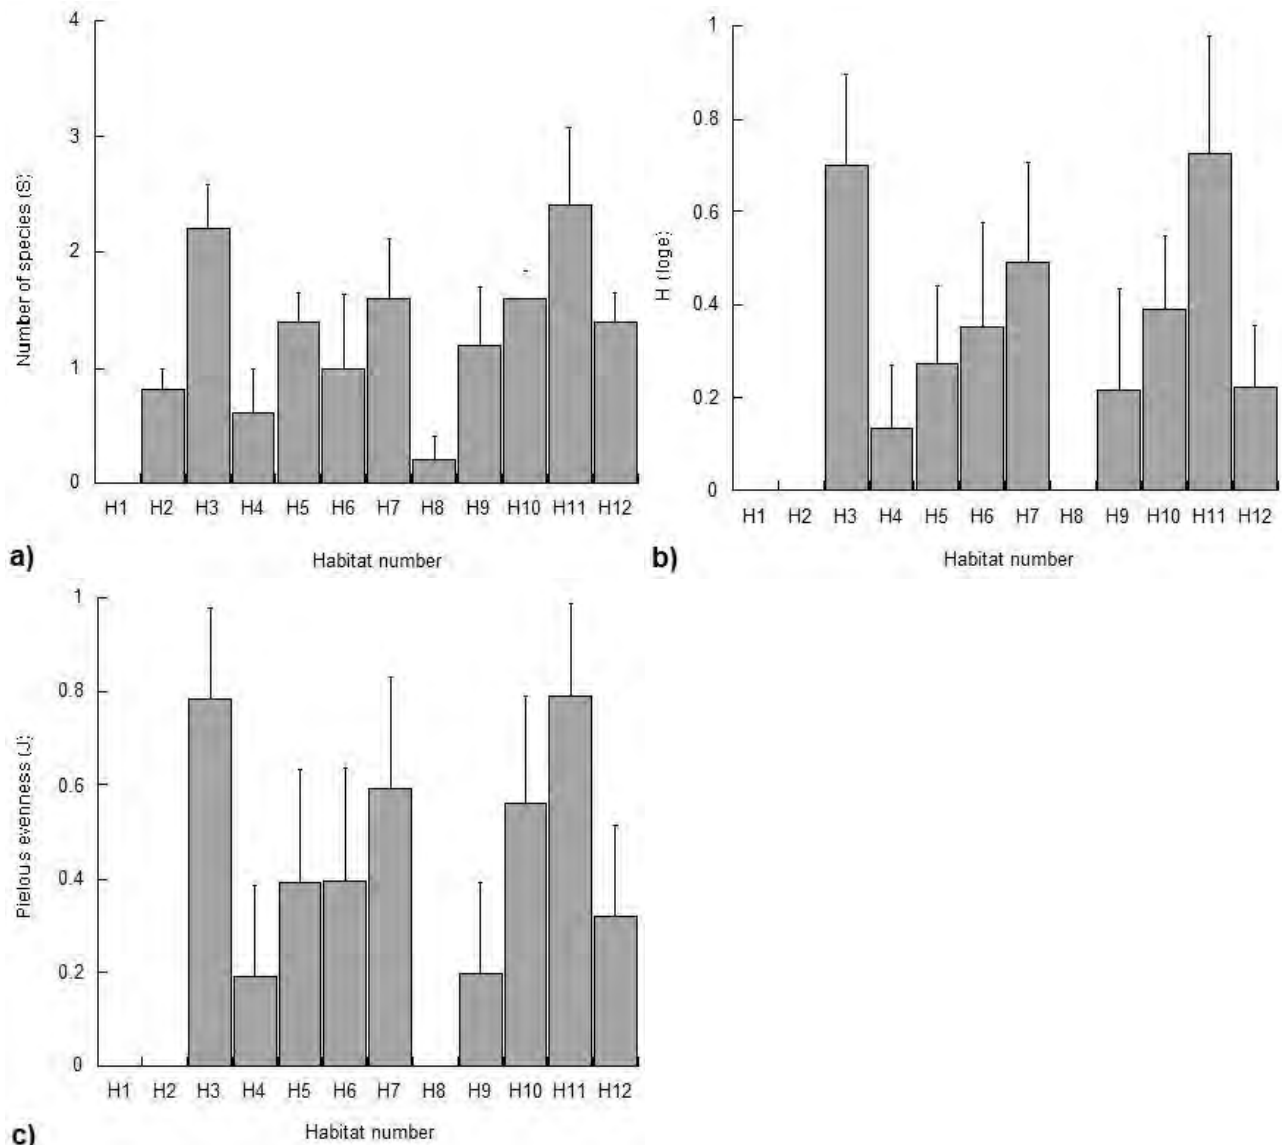 4
3
2
1
0
Number of species (S)
H1 H2 H3 H4 H5 H6 H7 H8 H9 H10 H11 H12
Habitat number
a)
1
0.8
0.6
0.4
0.2
0
H (loge)
H1 H2 H3 H4 H5 H6 H7 H8 H9 H10 H11 H12
Habitat number
b)
1
0.8
0.6
0.4
0.2
0
Pielous evenness (J)
H1 H2 H3 H4 H5 H6 H7 H8 H9 H10 H11 H12
Habitat number
c)